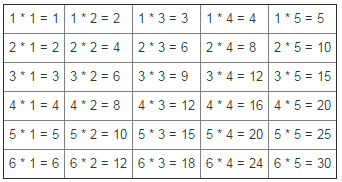 1 * 1 = 1 1 * 2 = 2 1 * 3 = 3 1 * 4 = 4 1 * 5 = 5
2 * 1 = 2 2 * 2 = 4 2 * 3 = 6 2 * 4 = 8 2 * 5 = 10
3 * 1 = 3 3 * 2 = 6 3 * 3 = 9 3 * 4 = 12 3 * 5 = 15
4 * 1 = 4 4 * 2 = 8 4 * 3 = 12 4 * 4 = 16 4 * 5 = 20
5 * 1 = 5 5 * 2 = 10 5 * 3 = 15 5 * 4 = 20 5 * 5 = 25
6 * 1 = 6 6 * 2 = 12 6 * 3 = 18 6 * 4 = 24 6 * 5 = 30